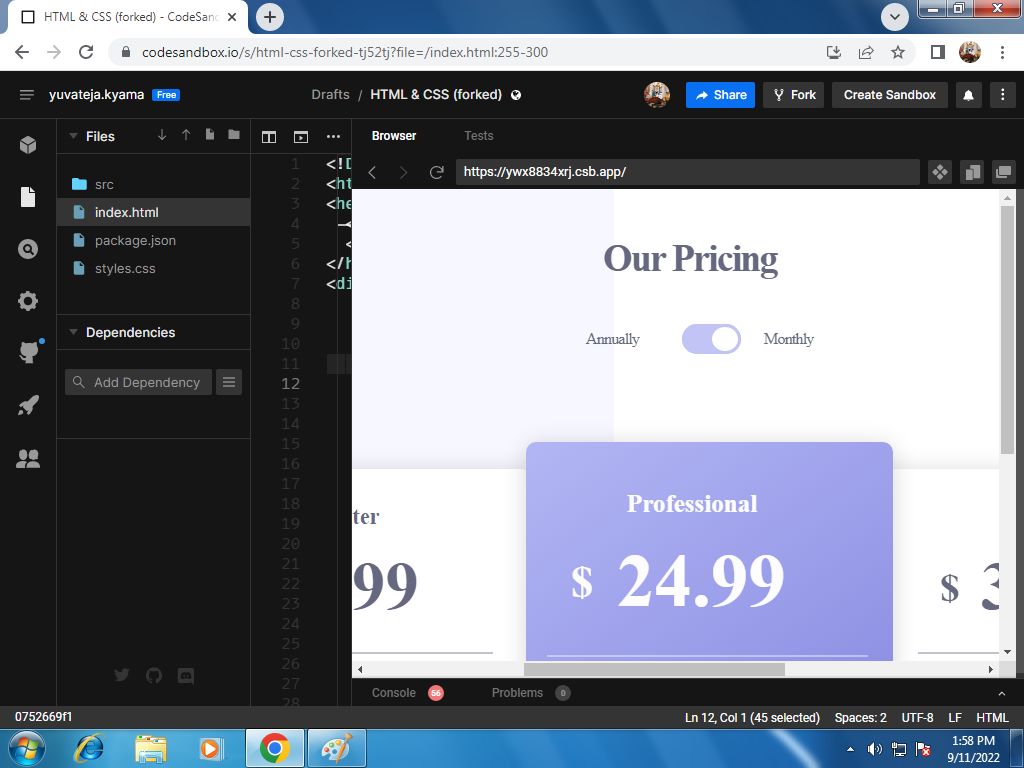 HTML & CSS (forked) - CodeSan
codesandbox.io/s/html-css-forked-tj52tj?file=/index.html:255-300
yuvateja.kyama Free
Drafts / HTML & CSS (forked)
Share Fork Create Sandbox
Files
src
index.html
package.json
styles.css
Dependencies
Add Dependency
1 <!D
2 <ht
3 <he
4 <
5 <
6 </h
7 <di
8
9
10
11
12
13
14
15
16
17
18
19
20
21
22
23
24
25
26
27
28
Browser Tests
https://ywx8834xrj.csb.app/
Our Pricing
Annually Monthly
ter
99
Professional
$ 24.99
$ 3
Console 56 Problems 0
0752669f1
Ln 12, Col 1 (45 selected) Spaces: 2 UTF-8 LF HTML
1:58 PM
9/11/2022